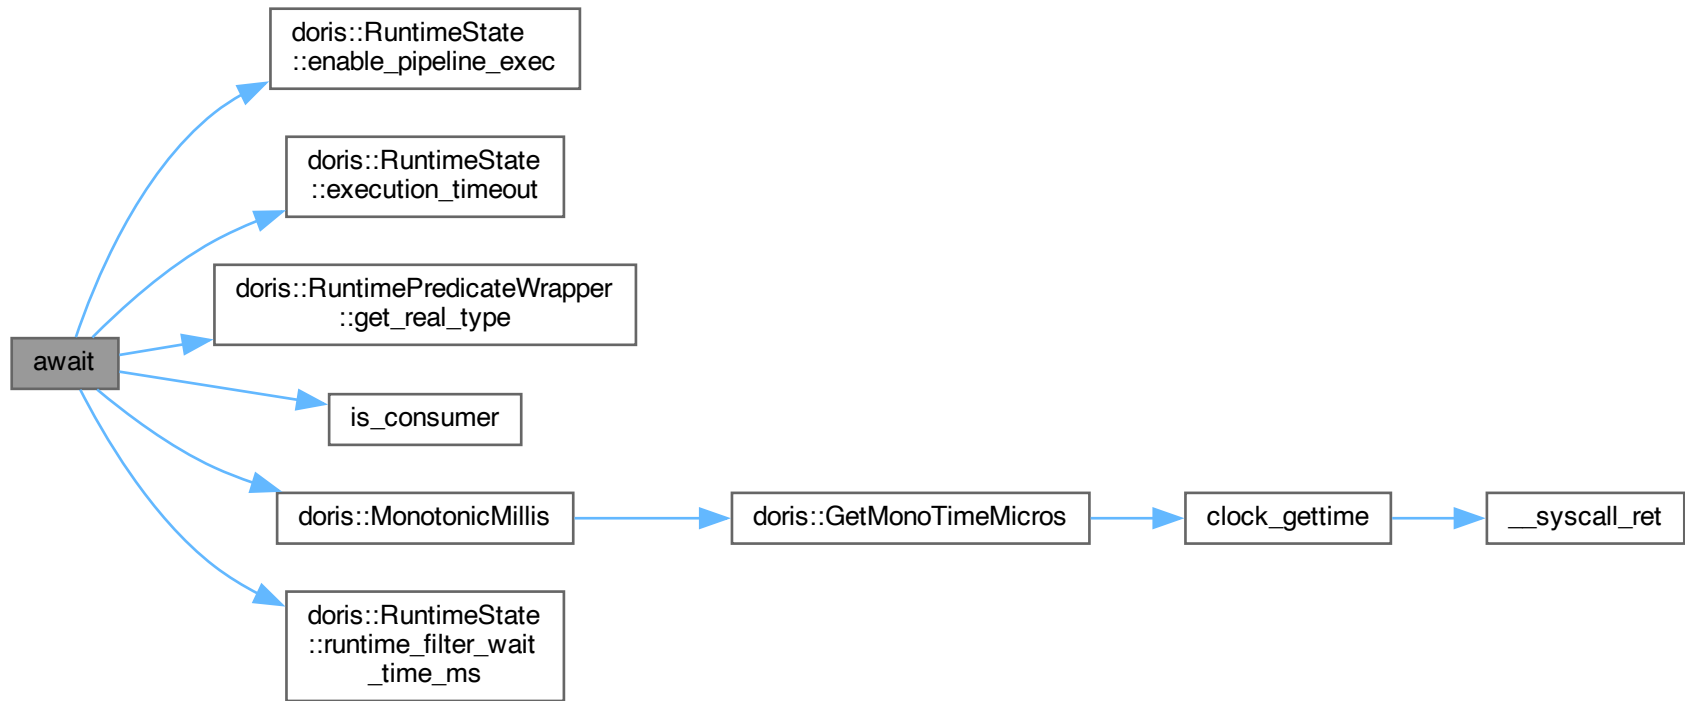 doris::RuntimeState
::enable_pipeline_exec
doris::RuntimeState
::execution_timeout
doris::RuntimePredicateWrapper
::get_real_type
await
is_consumer
doris::MonotonicMillis
doris::GetMonoTimeMicros
clock_gettime
__syscall_ret
doris::RuntimeState
::runtime_filter_wait
_time_ms